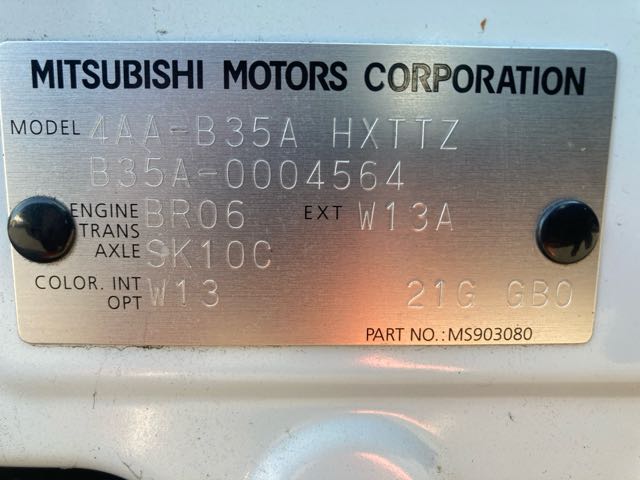 MITSUBISHI MOTORS CORPORATION
MODEL 4AA-B35A HXTTZ
B35A-0004564
ENGINE BR06 EXT W13A
TRANS
AXLE SK10C
COLOR. INT W13 21G GB0
OPT
PART NO.:MS903080